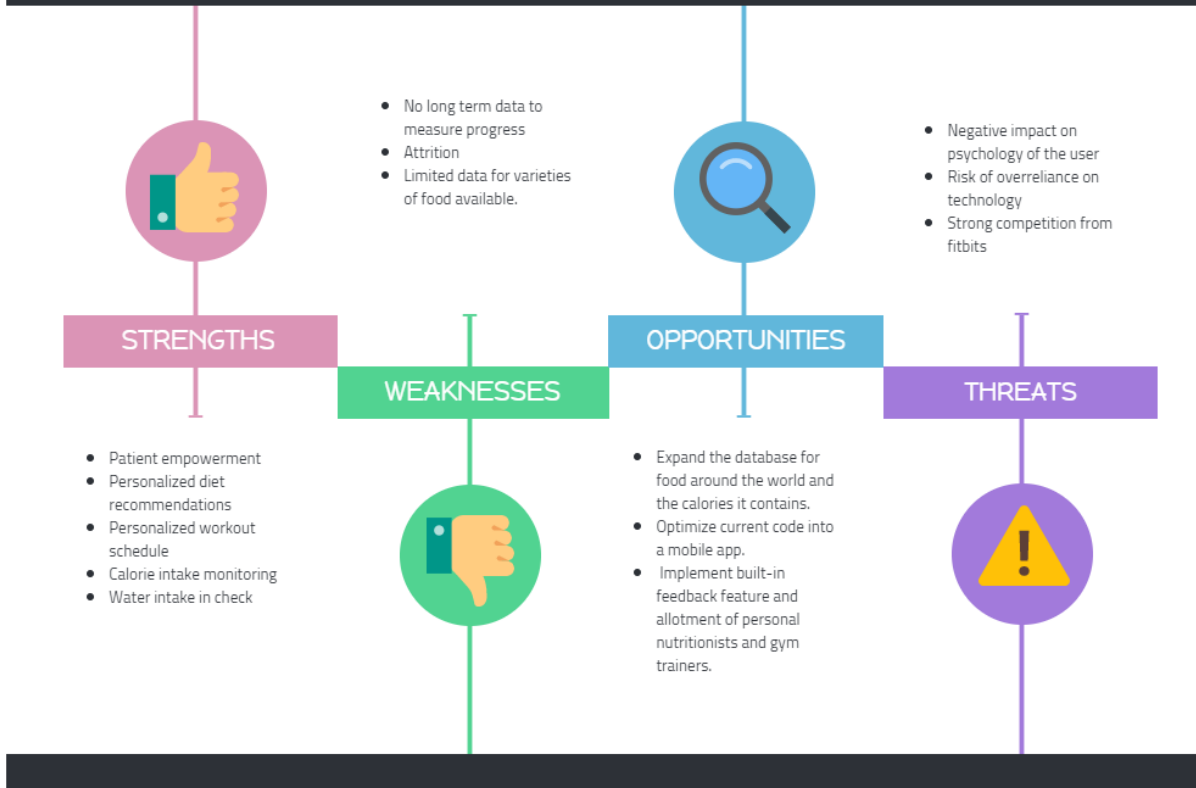 STRENGTHS
• Patient empowerment
• Personalized diet
recommendations
• Personalized workout
schedule
• Calorie intake monitoring
• Water intake in check
• No long term data to
measure progress
• Attrition
• Limited data for varieties
of food available.
WEAKNESSES
OPPORTUNITIES
• Expand the database for
food around the world and
the calories it contains.
• Optimize current code into
a mobile app.
• Implement built-in
feedback feature and
allotment of personal
nutritionists and gym
trainers.
• Negative impact on
psychology of the user
• Risk of overreliance on
technology
• Strong competition from
fitbits
THREATS